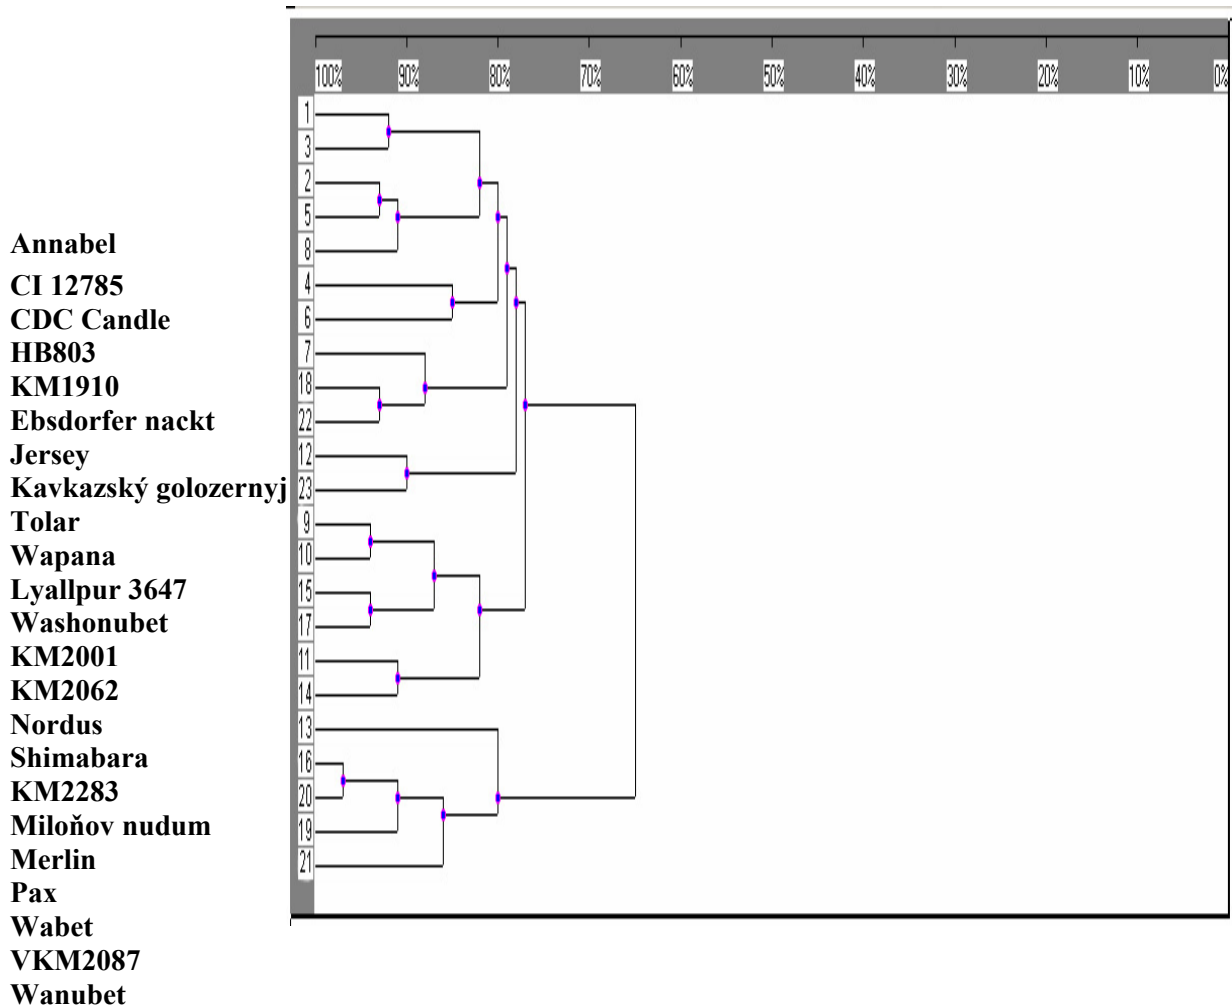 100% 90% 80% 70% 60% 50% 40% 30% 20% 10% 0%
1
3
2
5
8
4
6
7
18
22
12
23
9
10
15
17
11
14
13
16
20
19
21
Annabel
CI 12785
CDC Candle
HB803
KM1910
Ebsdorfer nackt
Jersey
Kavkazský golozernyj
Tolar
Wapana
Lyallpur 3647
Washonubet
KM2001
KM2062
Nordus
Shimabara
KM2283
Miloňov nudum
Merlin
Pax
Wabet
VKM2087
Wanubet